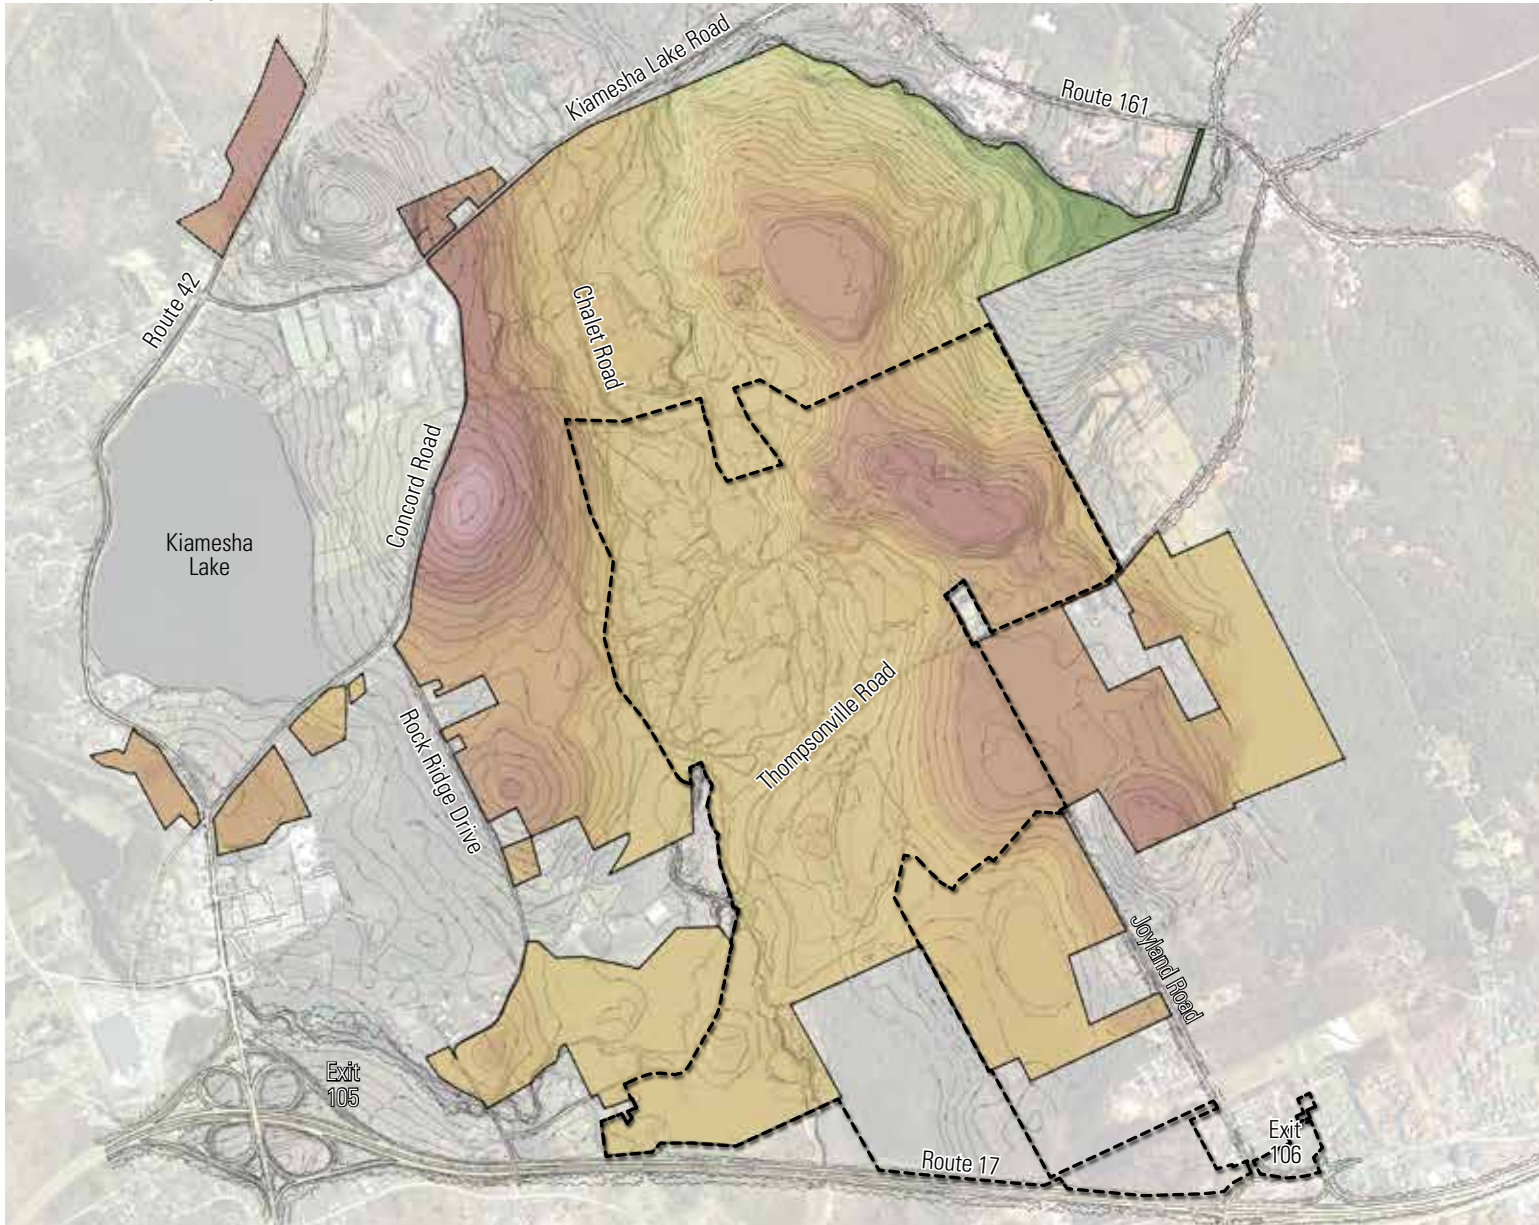 Kiamesha Lake Road
Route 161
Route 42
Chalet Road
Concord Road
Kiamesha
Lake
Thompsonville Road
Rock Ridge Drive
Joyland Road
Exit
105
Exit
106
Route 17